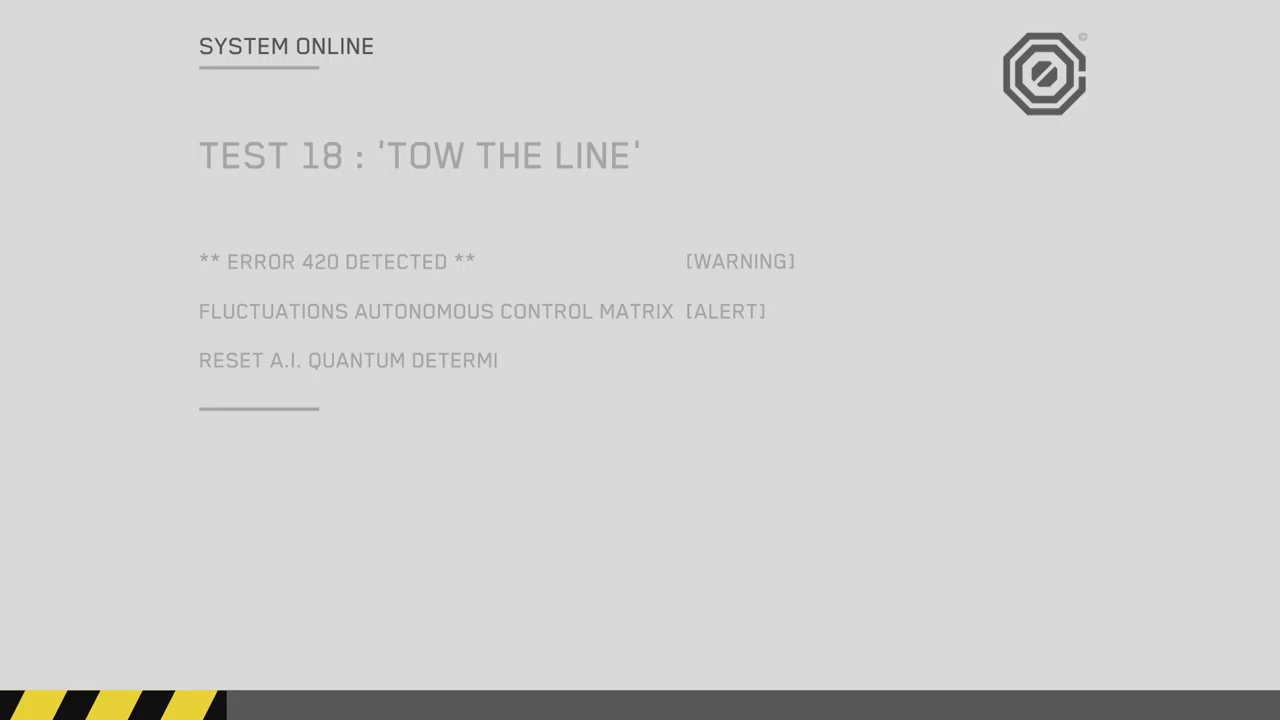 SYSTEM ONLINE
©
TEST 18 : 'TOW THE LINE'
** ERROR 420 DETECTED ** [WARNING]
FLUCTUATIONS AUTONOMOUS CONTROL MATRIX [ALERT]
RESET A.I. QUANTUM DETERMI